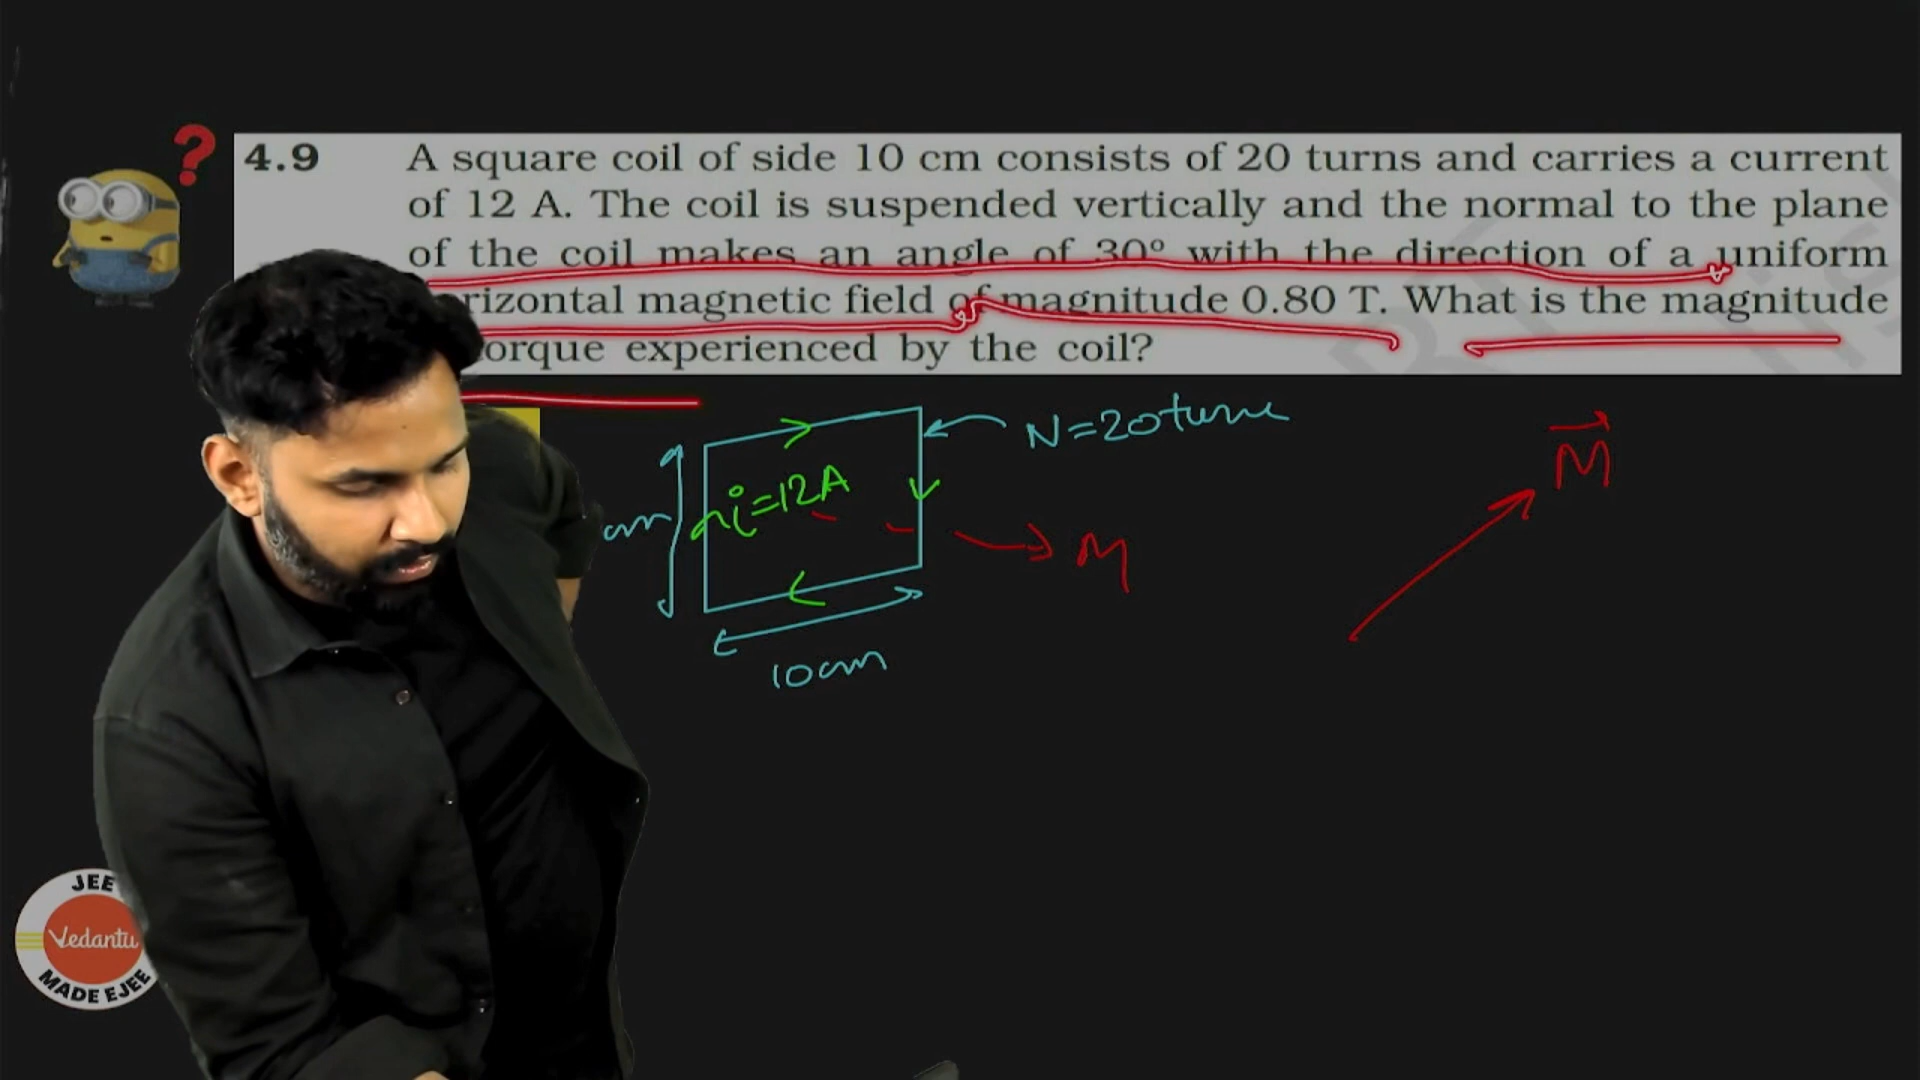 4.9 A square coil of side 10 cm consists of 20 turns and carries a current
of 12 A. The coil is suspended vertically and the normal to the plane
of the coil makes an angle of 30º with the direction of a uniform
rizontal magnetic field of magnitude 0.80 T. What is the magnitude
orque experienced by the coil?
N=20turns
M
i=12A
cm
M
10cm
JEE
Vedantu
MADE EJEE